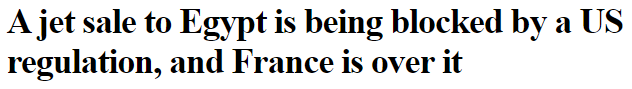 A jet sale to Egypt is being blocked by a US
regulation, and France is over it